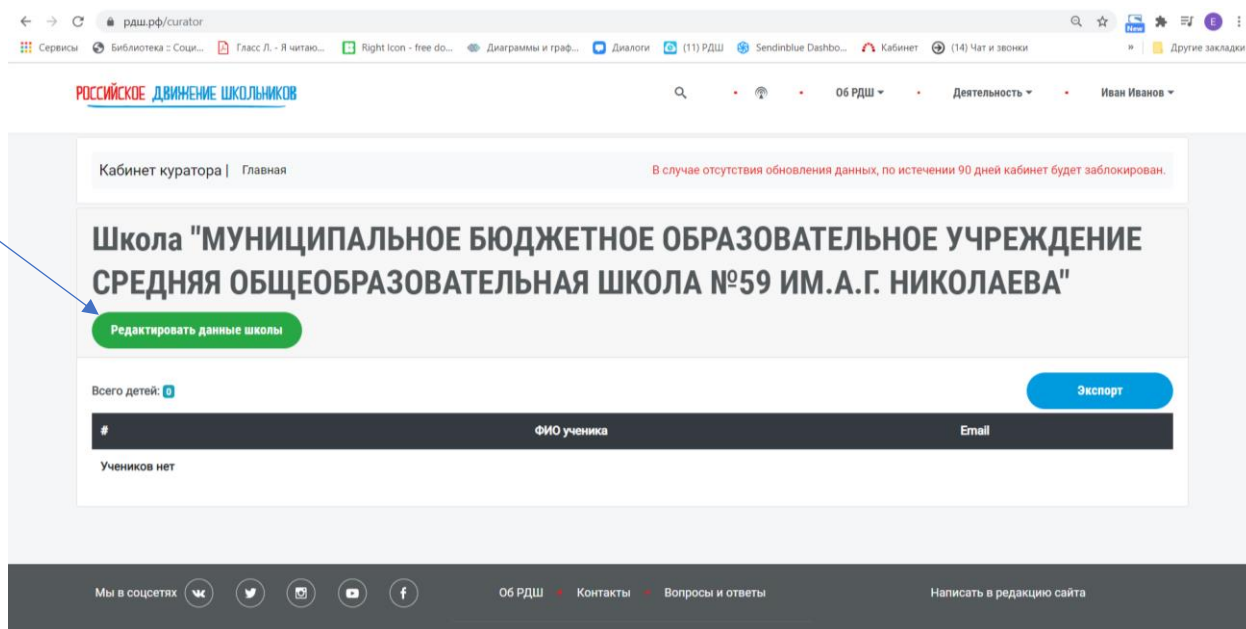 рдш.рф/curator
Сервисы Библиотека :: Соци... Гласс Л. - Я читаю... Right Icon - free do... Диаграммы и граф... Диалоги (11) РДШ Sendinblue Dashbo... Кабинет (14) Чат и звонки » Другие закладки
New
E
РОССИЙСКОЕ ДВИЖЕНИЕ ШКОЛЬНИКОВ Об РДШ Деятельность Иван Иванов
Кабинет куратора | Главная В случае отсутствия обновления данных, по истечении 90 дней кабинет будет заблокирован.
Школа "МУНИЦИПАЛЬНОЕ БЮДЖЕТНОЕ ОБРАЗОВАТЕЛЬНОЕ УЧРЕЖДЕНИЕ
СРЕДНЯЯ ОБЩЕОБРАЗОВАТЕЛЬНАЯ ШКОЛА №59 ИМ.А.Г. НИКОЛАЕВА"
Редактировать данные школы
Всего детей: 0 Экспорт
# ФИО ученика Email
Учеников нет
Мы в соцсетях Об РДШ Контакты Вопросы и ответы Написать в редакцию сайта